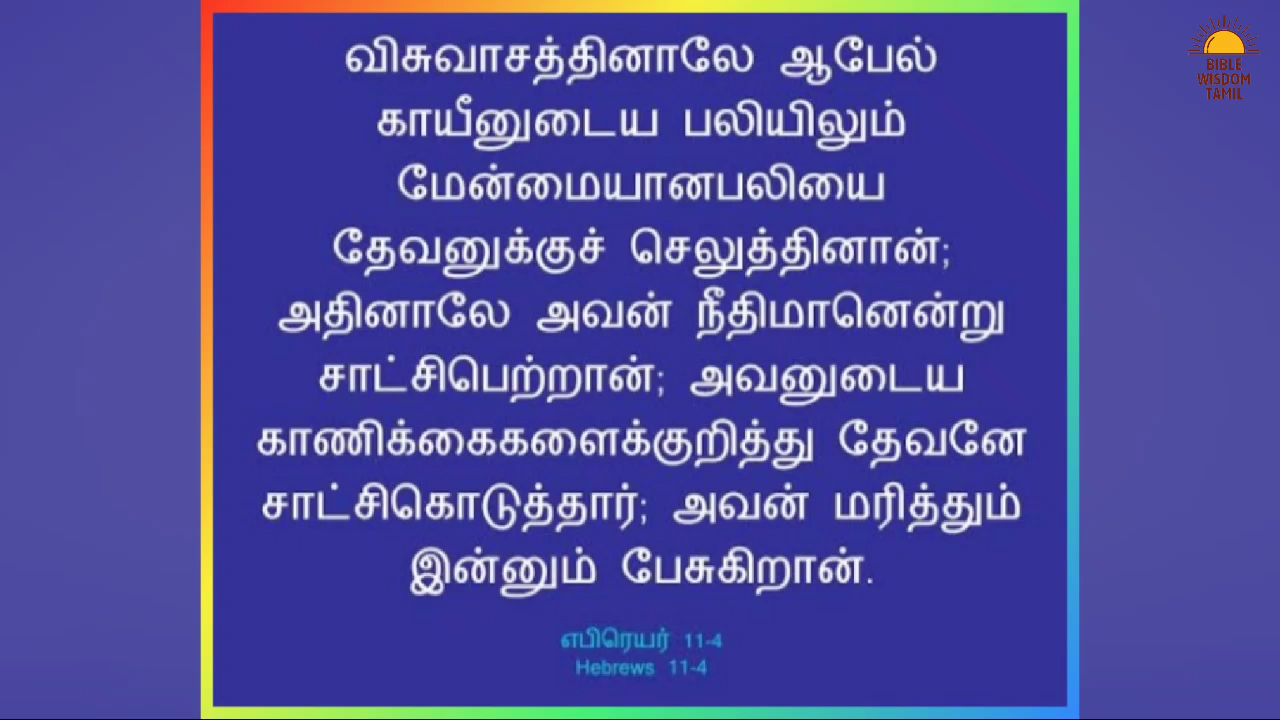 விசுவாசத்தினாலே ஆபேல்
காயீனுடைய பலியிலும்
மேன்மையானபலியை
தேவனுக்குச் செலுத்தினான்;
அதினாலே அவன் நீதிமானென்று
சாட்சிபெற்றான்; அவனுடைய
காணிக்கைகளைக்குறித்து தேவனே
சாட்சிகொடுத்தார்; அவன் மரித்தும்
இன்னும் பேசுகிறான்.
எபிரெயர் 11-4
Hebrews 11-4
BIBLE
WISDOM
TAMIL